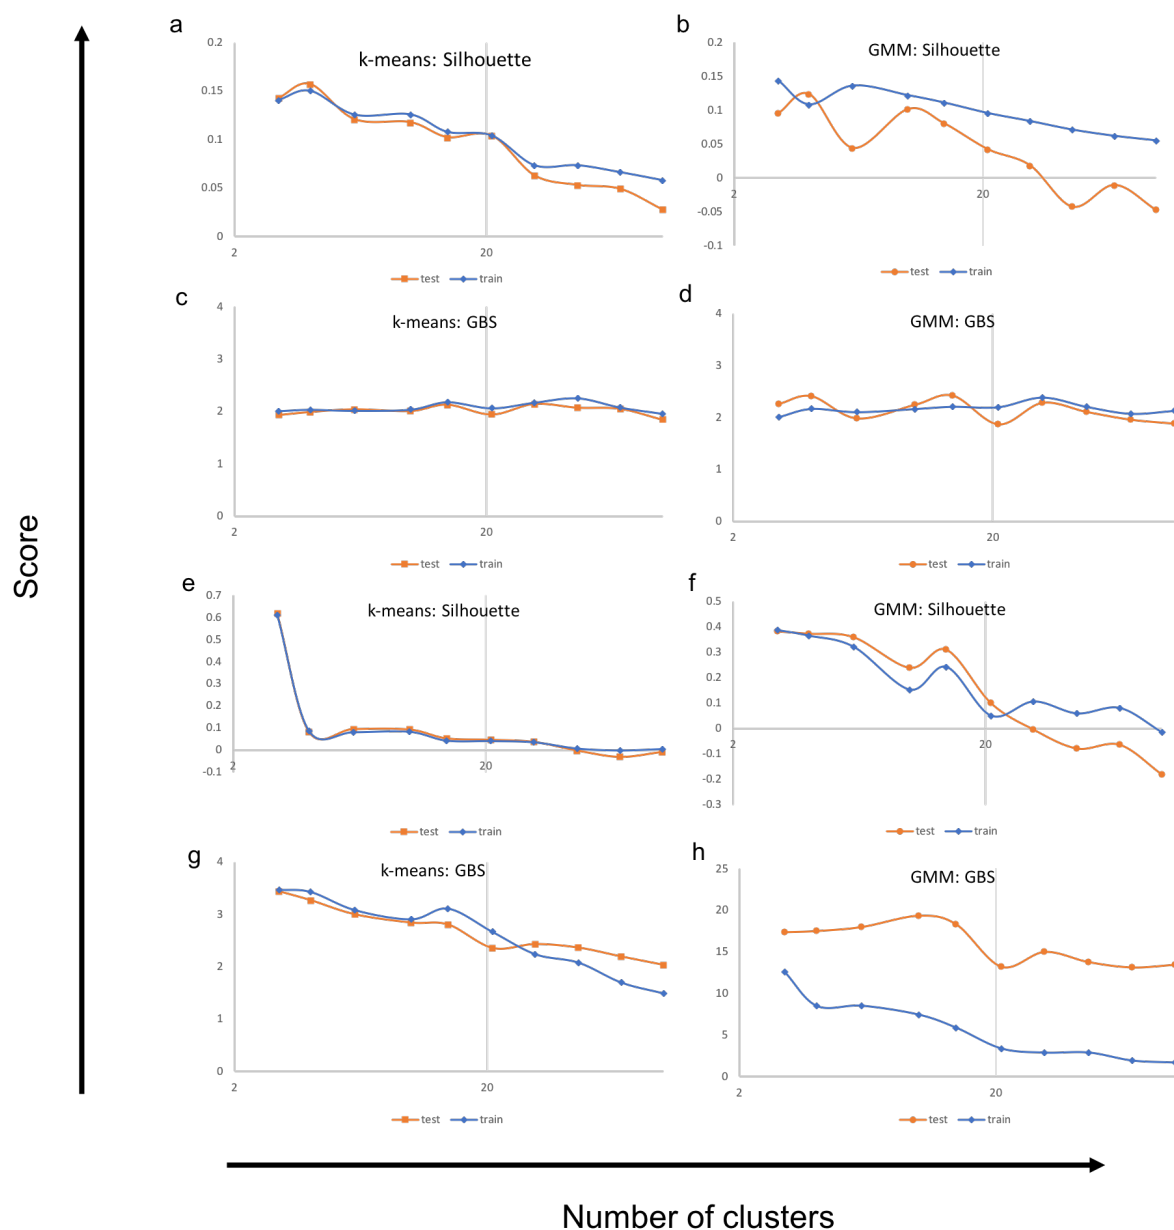 a
k-means: Silhouette
0.2
0.15
0.1
0.05
0
2
20
test
train
b
GMM: Silhouette
0.2
0.15
0.1
0.05
0
-0.05
-0.1
2
20
test
train
c
k-means: GBS
4
3
2
1
0
2
20
test
train
d
GMM: GBS
4
3
2
1
0
2
20
test
train
e
k-means: Silhouette
0.7
0.6
0.5
0.4
0.3
0.2
0.1
0
-0.1
2
20
test
train
f
GMM: Silhouette
0.5
0.4
0.3
0.2
0.1
0
-0.1
-0.2
-0.3
2
20
test
train
g
k-means: GBS
4
3
2
1
0
2
20
test
train
h
GMM: GBS
25
20
15
10
5
0
2
20
test
train
Score
Number of clusters